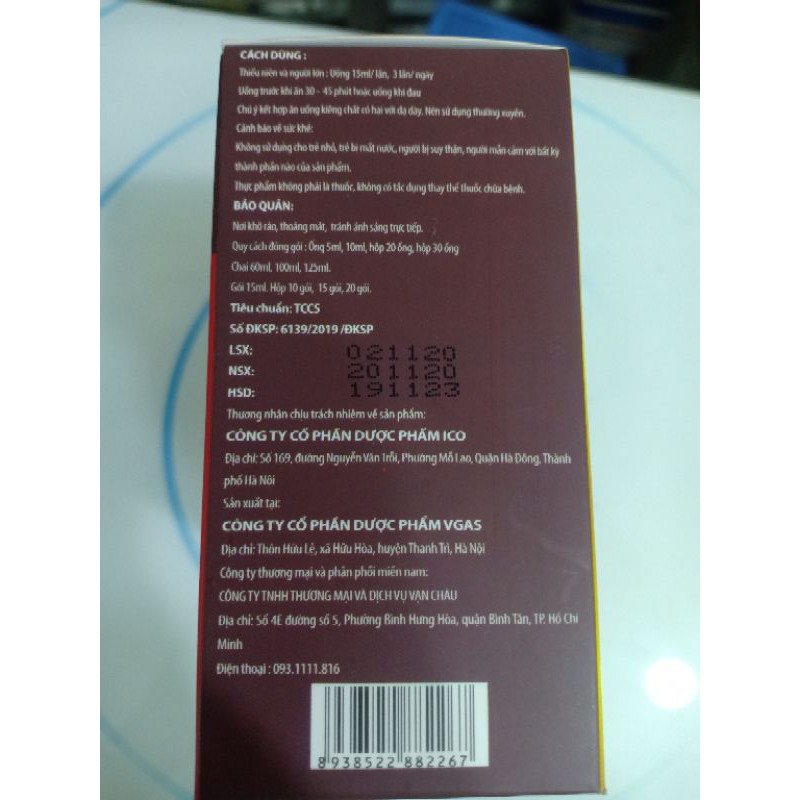 CÁCH DÙNG :
Thiếu niên và người lớn : Uống 15ml/ lần, 3 lần/ ngày
Uống trước khi ăn 30 - 45 phút hoặc uống khi đau
Chú ý kết hợp ăn uống kiêng chất có hại với dạ dày. Nên sử dụng thường xuyên.
Cảnh báo về sức khẻ:
Không sử dụng cho trẻ nhỏ, trẻ bi mất nước, người bị suy thận, người mẫn cảm với bất kỳ
thành phần nào của sản phẩm.
Thực phẩm không phải là thuốc, không có tác dụng thay thế thuốc chữa bệnh.
BẢO QUẢN:
Nơi khô ráo, thoáng mát, tránh ánh sáng trực tiếp.
Quy cách đóng gói : Ống 5ml, 10ml, hộp 20 ống, hộp 30 ống
Chai 60ml, 100ml, 125ml.
Gói 15ml. Hộp 10 gói, 15 gói, 20 gói.
Tiêu chuẩn: TCCS
Số ĐKSP: 6139/2019 /ĐKSP
LSX: 021120
NSX: 201120
HSD: 191123
Thương nhân chịu trách nhiệm về sản phẩm:
CÔNG TY CỔ PHẦN DƯỢC PHẨM ICO
Địa chỉ: Số 169, đường Nguyễn Văn Trỗi, Phường Mỗ Lao, Quận Hà Đông, Thành
phố Hà Nôi
Sản xuất tại:
CÔNG TY CỔ PHẦN DƯỢC PHẨM VGAS
Địa chỉ: Thôn Hữu Lê, xã Hữu Hòa, huyện Thanh Trì, Hà Nội
Công ty thương mại và phân phối miền nam:
CÔNG TY TNHH THƯƠNG MẠI VÀ DỊCH VỤ VẠN CHÂU
Địa chỉ: Số 4E đường số 5, Phường Bình Hưng Hòa, quận Bình Tân, TP. Hồ Chí
Minh
Điện thoại : 093.1111.816
8938522 882267